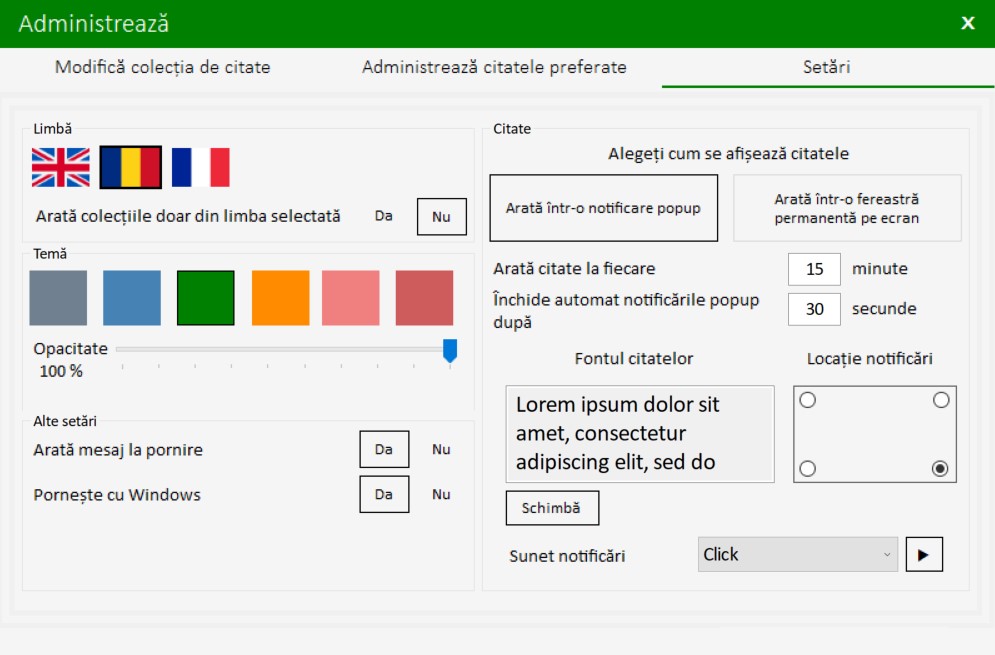 Administrează
x
Modifică colecția de citate
Administrează citatele preferate
Setări
Limbă
Arată colecțiile doar din limba selectată
Da
Nu
Temă
Opacitate
100 %
Alte setări
Arată mesaj la pornire
Da
Nu
Pornește cu Windows
Da
Nu
Citate
Alegeți cum se afișează citatele
Arată într-o notificare popup
Arată într-o fereastră
permanentă pe ecran
Arată citate la fiecare
15
minute
Închide automat notificările popup
după
30
secunde
Fontul citatelor
Lorem ipsum dolor sit
amet, consectetur
adipiscing elit, sed do
Schimbă
Locație notificări
Sunet notificări
Click